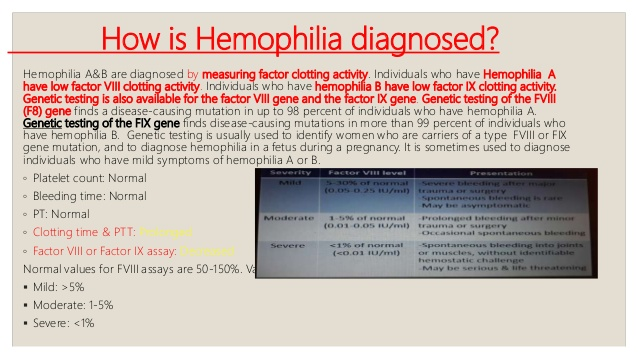 How is Hemophilia diagnosed?
Hemophilia A&B are diagnosed by measuring factor clotting activity. Individuals who have Hemophilia A
have low factor VIII clotting activity. Individuals who have hemophilia B have low factor IX clotting activity.
Genetic testing is also available for the factor VIII gene and the factor IX gene. Genetic testing of the FVIII
(F8) gene finds a disease-causing mutation in up to 98 percent of individuals who have hemophilia A.
Genetic testing of the FIX gene finds disease-causing mutations in more than 99 percent of individuals who
have hemophilia B. Genetic testing is usually used to identify women who are carriers of a type FVIII or FIX
gene mutation, and to diagnose hemophilia in a fetus during a pregnancy. It is sometimes used to diagnose
individuals who have mild symptoms of hemophilia A or B.
◦ Platelet count: Normal
◦ Bleeding time: Normal
◦ PT: Normal
◦ Clotting time & PTT: Prolonged
◦ Factor VIII or Factor IX assay:
Normal values for FVIII assays are 50-150%.
▪ Mild: >5%
▪ Moderate: 1-5%
▪ Severe: <1%
Severity Factor VIII level Presentation
Mild 5-30% of normal -Severe bleeding after major
(0.05-0.25 IU/ml) trauma or surgery
-Spontaneous bleeding is rare
-May be asymptomatic
Moderate 1-5% of normal -Prolonged bleeding after minor
(0.01-0.05 IU/ml) trauma or surgery
-Occasional spontaneous bleeding
Severe <1% of normal -Spontaneous bleeding into joints
(<0.01 IU/ml) or muscles, without identifiable
hemostatic challenge
-May be serious & life threatening